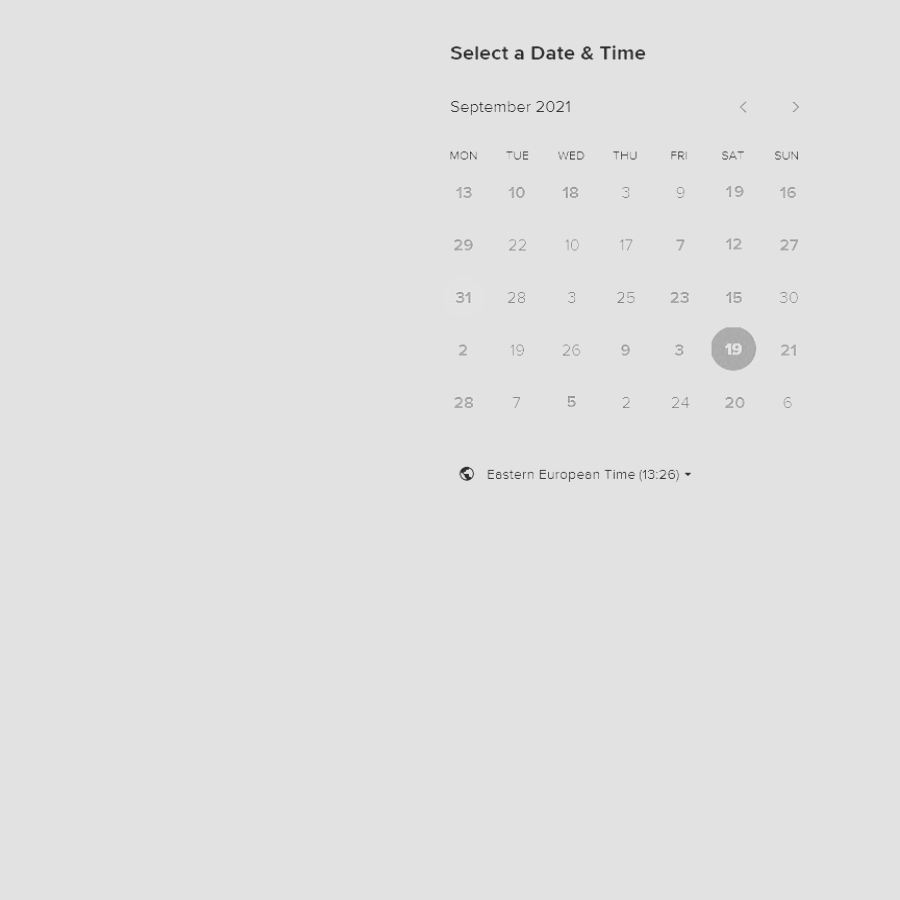 Select a Date & Time
September 2021
MON TUE WED THU FRI SAT SUN
13 10 18 3 9 19 16
29 22 10 17 7 12 27
31 28 3 25 23 15 30
2 19 26 9 3 19 21
28 7 5 2 24 20 6
Eastern European Time (13:26)